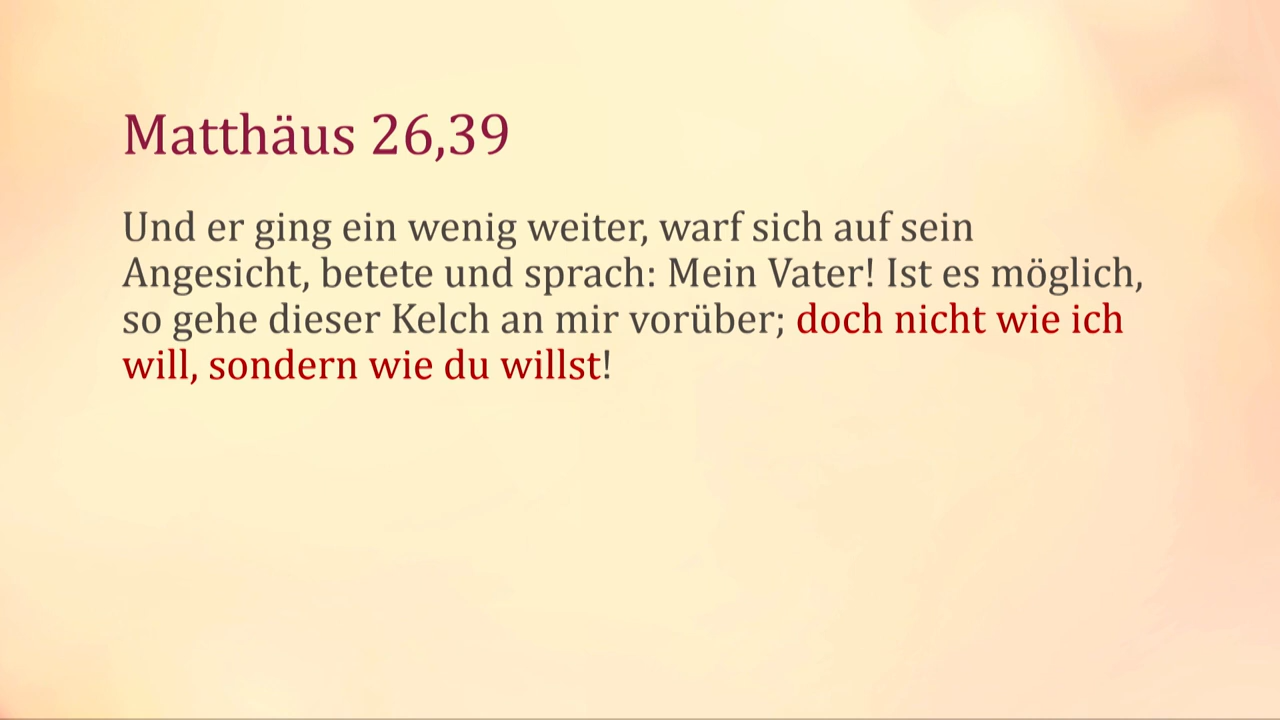 Matthäus 26,39
Und er ging ein wenig weiter, warf sich auf sein
Angesicht, betete und sprach: Mein Vater! Ist es möglich,
so gehe dieser Kelch an mir vorüber; doch nicht wie ich
will, sondern wie du willst!